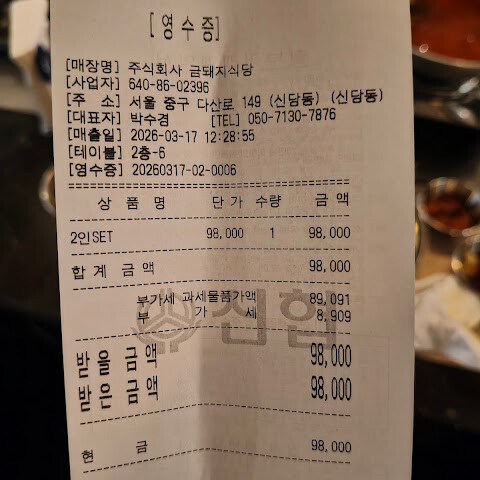 [영수증]
[매장명] 주식회사 금돼지식당
[사업자] 640-86-02396
[주 소] 서울 중구 다산로 149 (신당동) (신당동)
[대표자] 박수경 [TEL] 050-7130-7876
[매출일] 2026-03-17 12:28:55
[테이블] 2층-6
[영수증] 20260317-02-0006
상 품 명 단 가 수량 금 액
2인SET 98,000 1 98,000
합 계 금 액 98,000
부가세 과세물품가액 89,091
부 가 세 8,909
신협
받을 금액 98,000
받은 금액 98,000
현 금 98,000